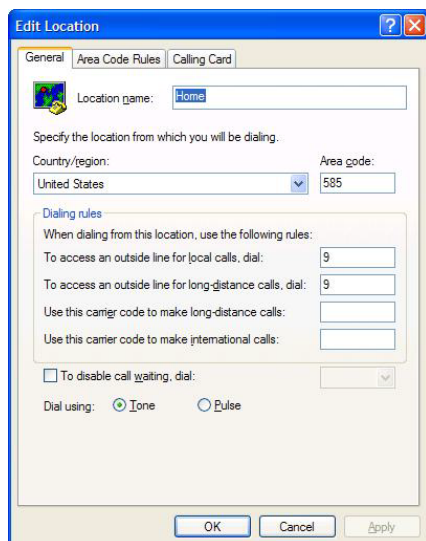 Edit Location
General Area Code Rules Calling Card
Location name: Home
Specify the location from which you will be dialing.
Country/region: Area code:
United States 585
Dialing rules
When dialing from this location, use the following rules:
To access an outside line for local calls, dial: 9
To access an outside line for long-distance calls, dial: 9
Use this carrier code to make long-distance calls:
Use this carrier code to make international calls:
To disable call waiting, dial:
Dial using: Tone Pulse
OK Cancel Apply